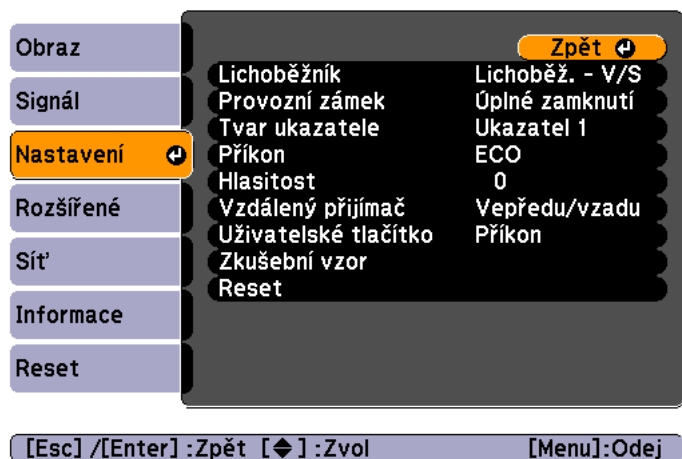 Obraz
Signál
Nastavení
Rozšířené
Síť
Informace
Reset
Zpět
Lichoběžník Lichoběž. - V/S
Provozní zámek Úplné zamknutí
Tvar ukazatele Ukazatel 1
Příkon ECO
Hlasitost 0
Vzdálený přijímač Vepředu/vzadu
Uživatelské tlačítko Příkon
Zkušební vzor
Reset
[Esc] /[Enter] :Zpět [◆] :Zvol [Menu]:Odej